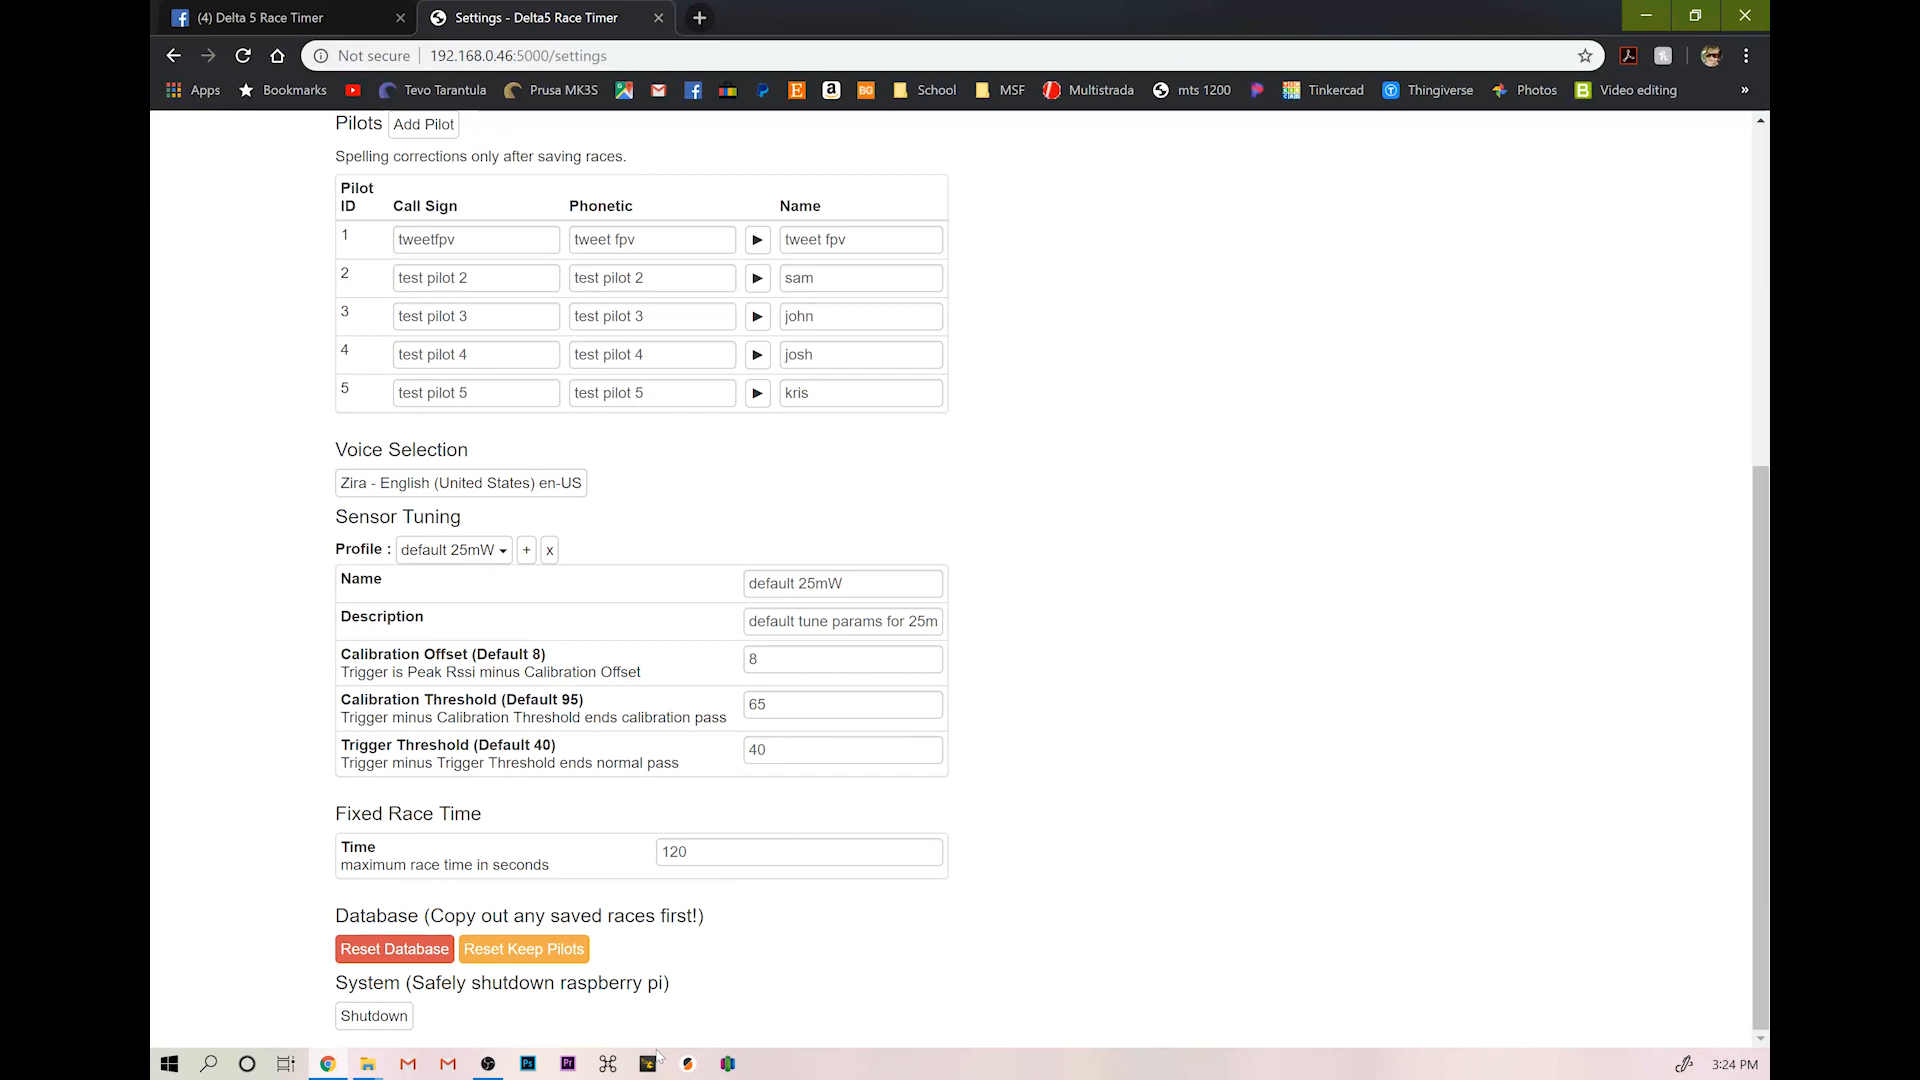 (4) Delta 5 Race Timer
Settings - Delta5 Race Timer
Not secure
192.168.0.46:5000/settings
Apps
Bookmarks
Tevo Tarantula
Prusa MK3S
School
MSF
Multistrada
mts 1200
Tinkercad
Thingiverse
Photos
Video editing
»
Pilots Add Pilot
Spelling corrections only after saving races.
Pilot ID Call Sign Phonetic Name
1 tweetfpv tweet fpv tweet fpv
2 test pilot 2 test pilot 2 sam
3 test pilot 3 test pilot 3 john
4 test pilot 4 test pilot 4 josh
5 test pilot 5 test pilot 5 kris
Voice Selection
Zira - English (United States) en-US
Sensor Tuning
Profile : default 25mW + x
Name default 25mW
Description default tune params for 25m
Calibration Offset (Default 8) 8
Trigger is Peak Rssi minus Calibration Offset
Calibration Threshold (Default 95) 65
Trigger minus Calibration Threshold ends calibration pass
Trigger Threshold (Default 40) 40
Trigger minus Trigger Threshold ends normal pass
Fixed Race Time
Time 120
maximum race time in seconds
Database (Copy out any saved races first!)
Reset Database Reset Keep Pilots
System (Safely shutdown raspberry pi)
Shutdown
3:24 PM